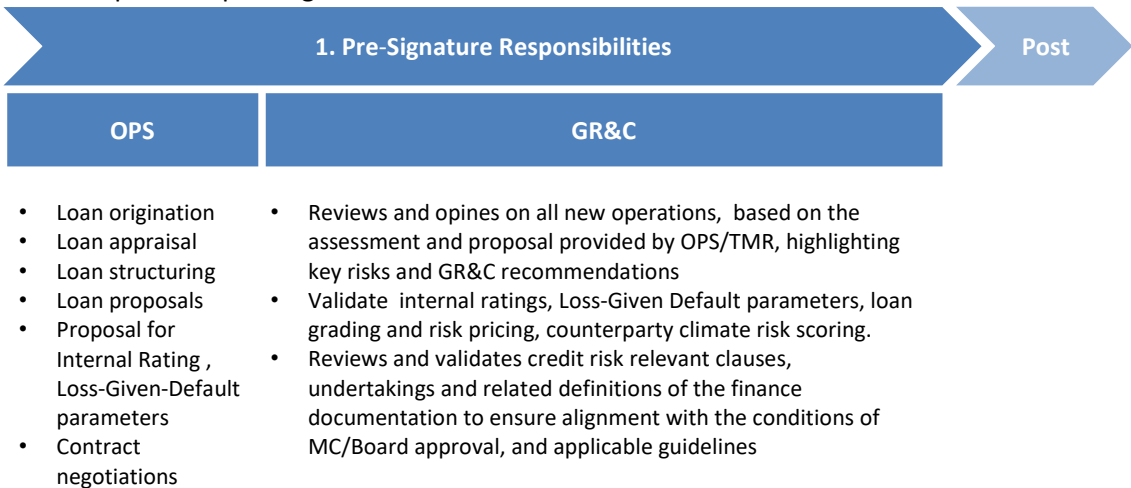 1. Pre-Signature Responsibilities
Post
OPS
GR&C
• Loan origination
• Loan appraisal
• Loan structuring
• Loan proposals
• Proposal for
Internal Rating ,
Loss-Given-Default
parameters
• Contract
negotiations
• Reviews and opines on all new operations, based on the
assessment and proposal provided by OPS/TMR, highlighting
key risks and GR&C recommendations
• Validate internal ratings, Loss-Given Default parameters, loan
grading and risk pricing, counterparty climate risk scoring.
• Reviews and validates credit risk relevant clauses,
undertakings and related definitions of the finance
documentation to ensure alignment with the conditions of
MC/Board approval, and applicable guidelines